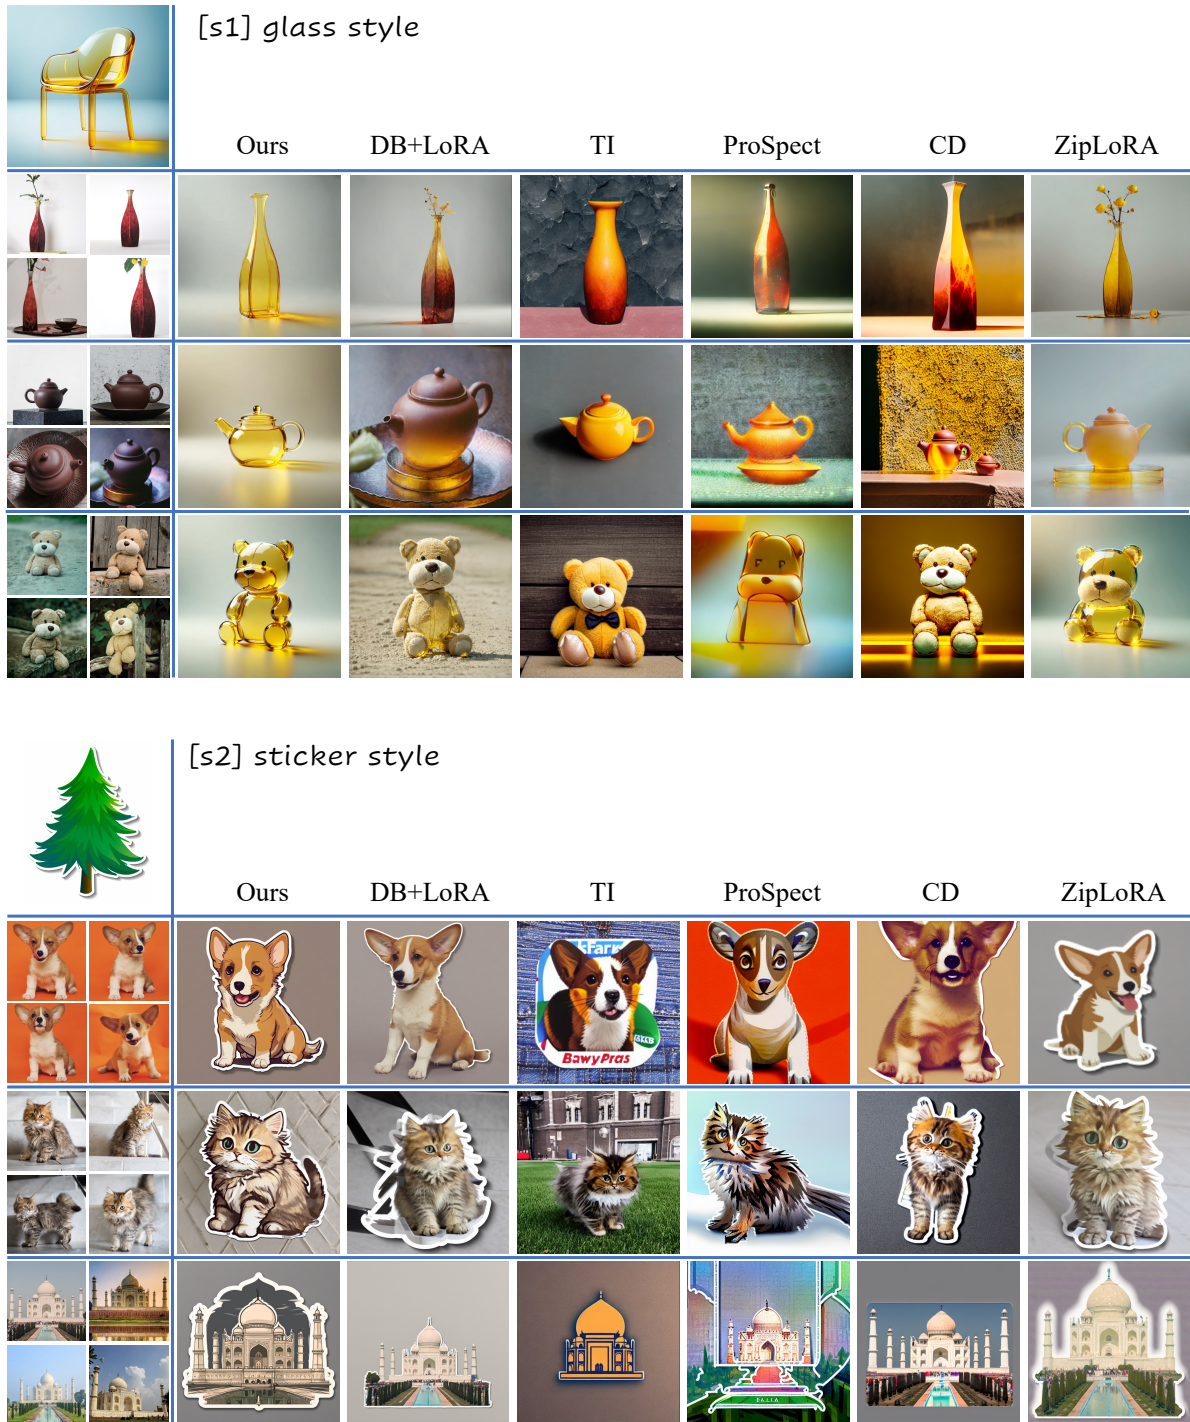 [s1] glass style
Ours DB+LoRA TI ProSpect CD ZipLoRA
[s2] sticker style
Ours DB+LoRA TI ProSpect CD ZipLoRA
BawyPras